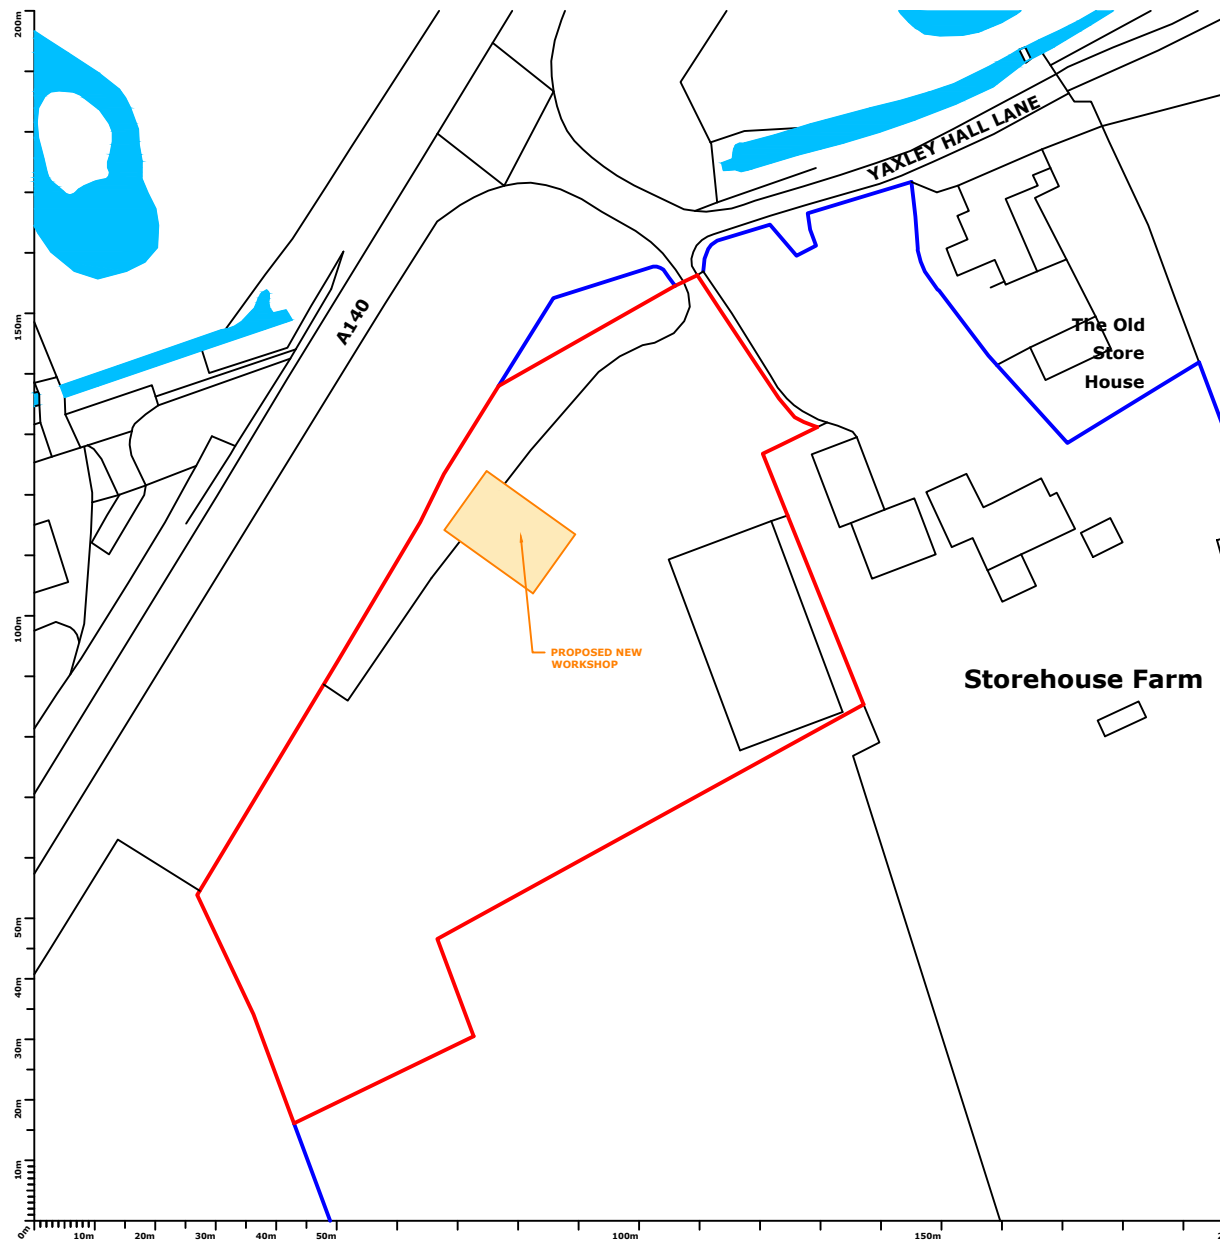 200m
YAXLEY HALL LANE
A140
150m
The Old
Store
House
100m
PROPOSED NEW
WORKSHOP
Storehouse Farm
50m
40m
30m
20m
10m
0m
10m
20m
30m
40m
50m
100m
150m